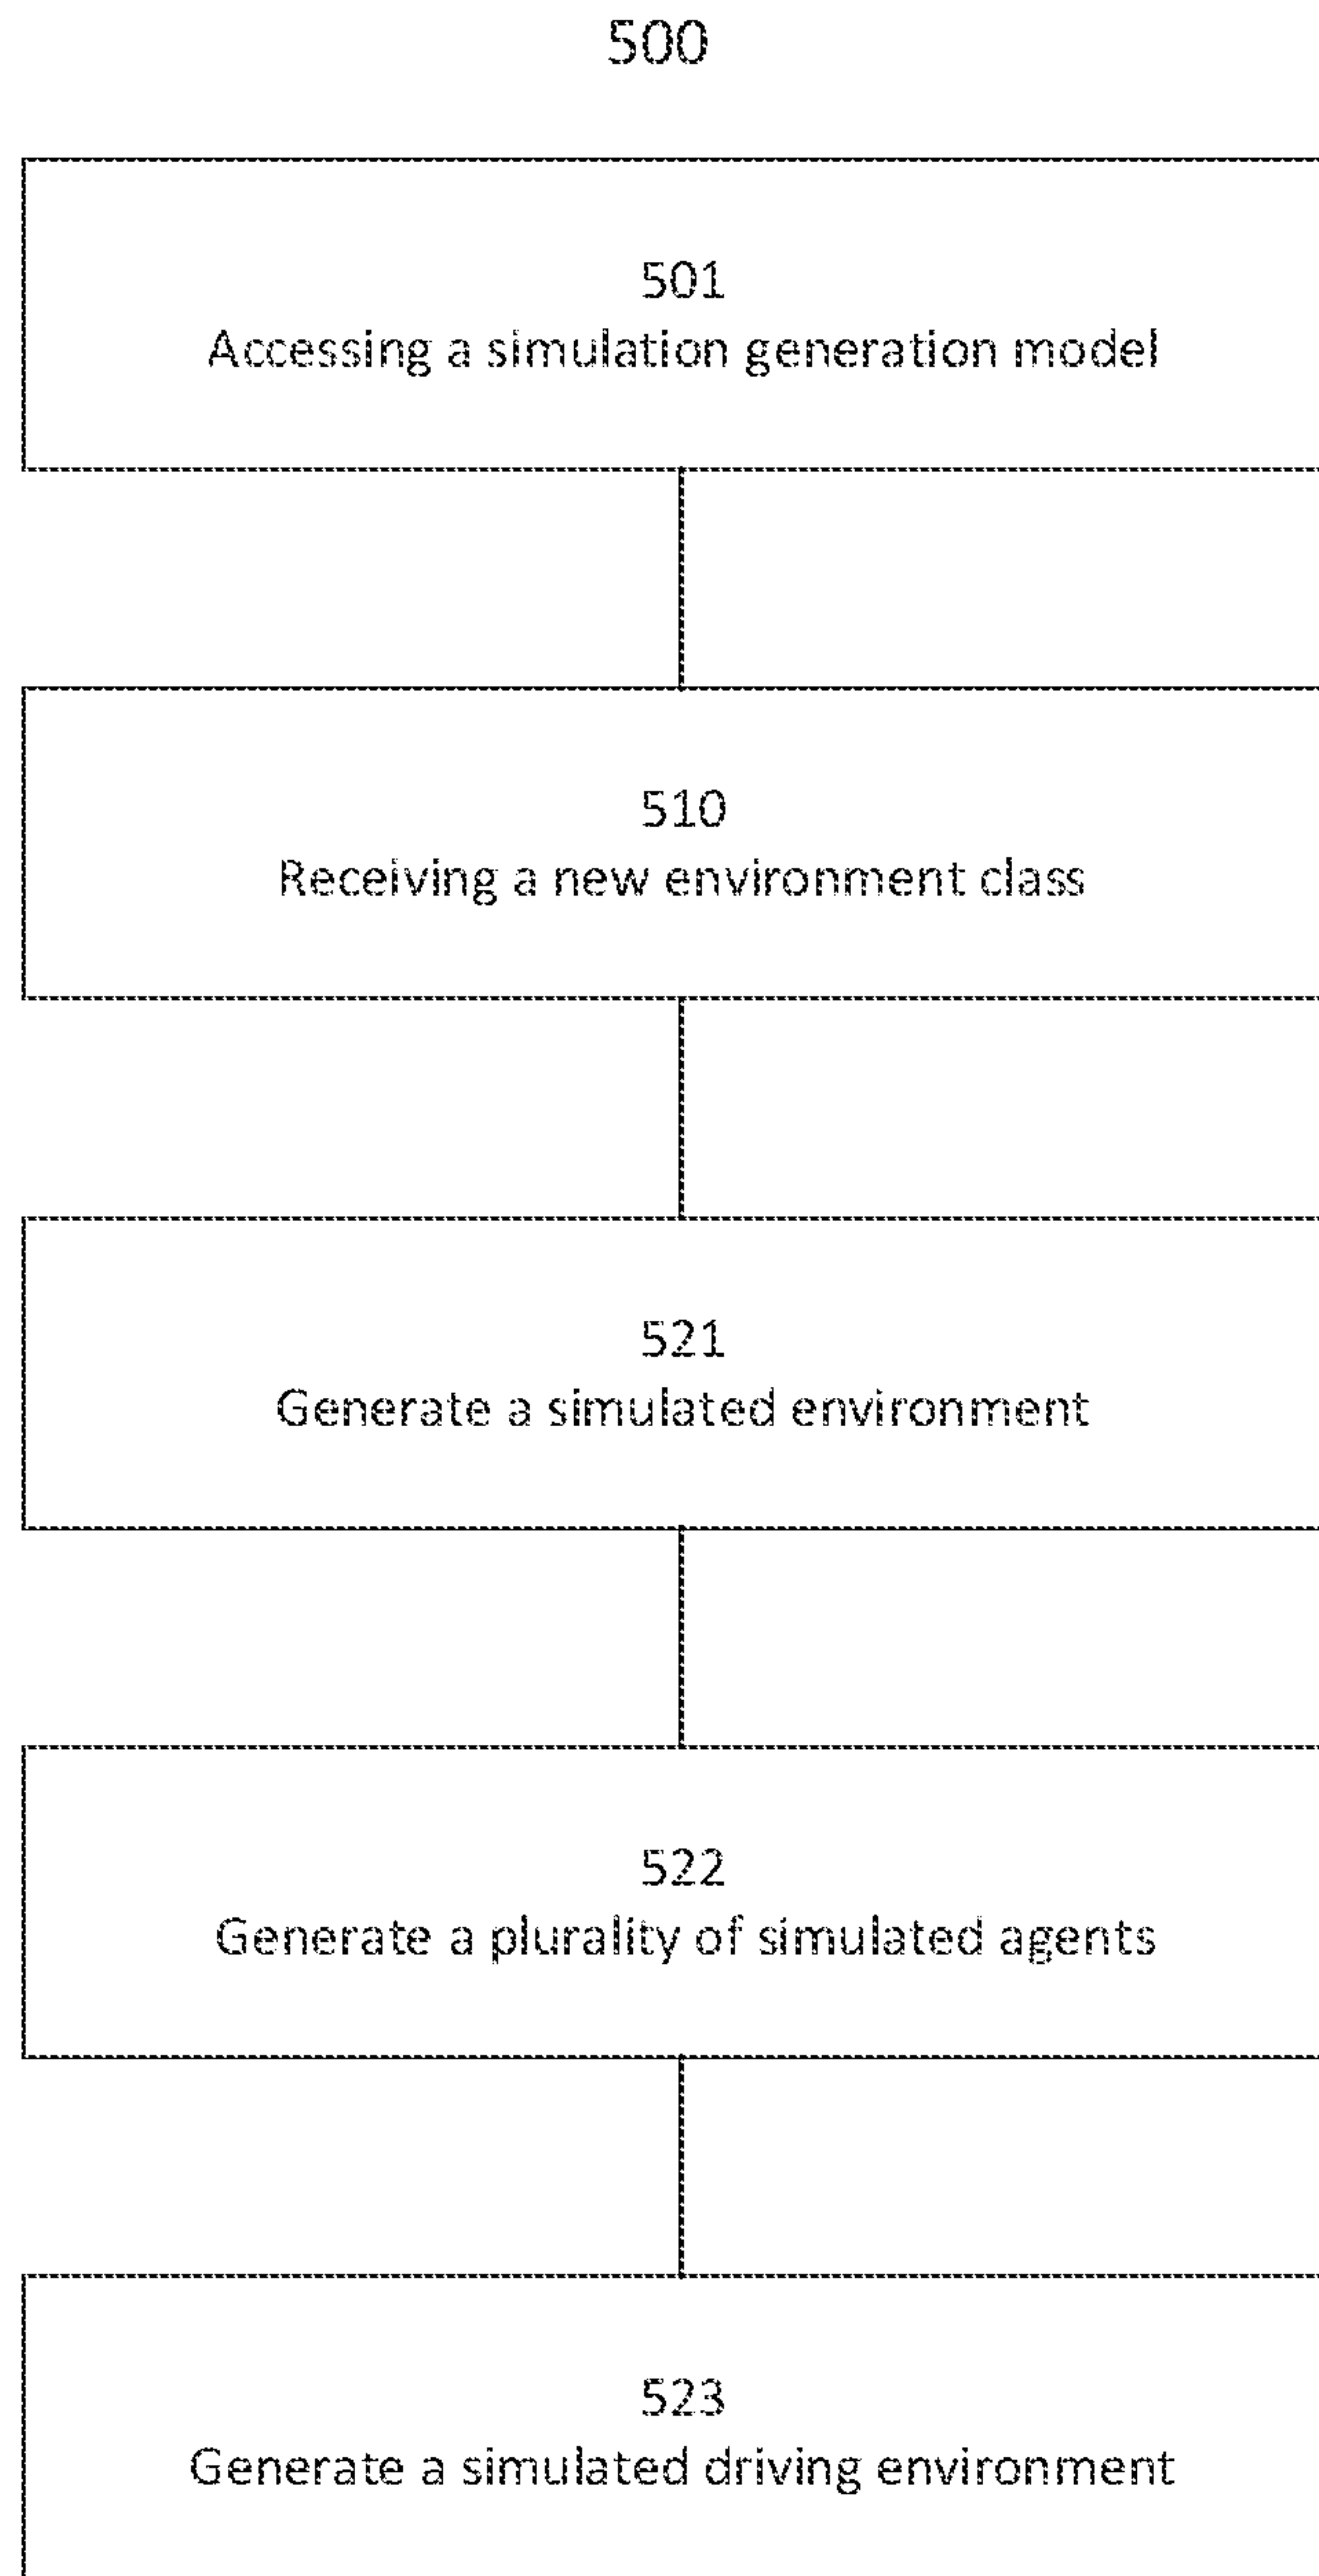 500
501
Accessing a simulation generation model
510
Receiving a new environment class
521
Generate a simulated environment
522
Generate a plurality of simulated agents
523
Generate a simulated driving environment